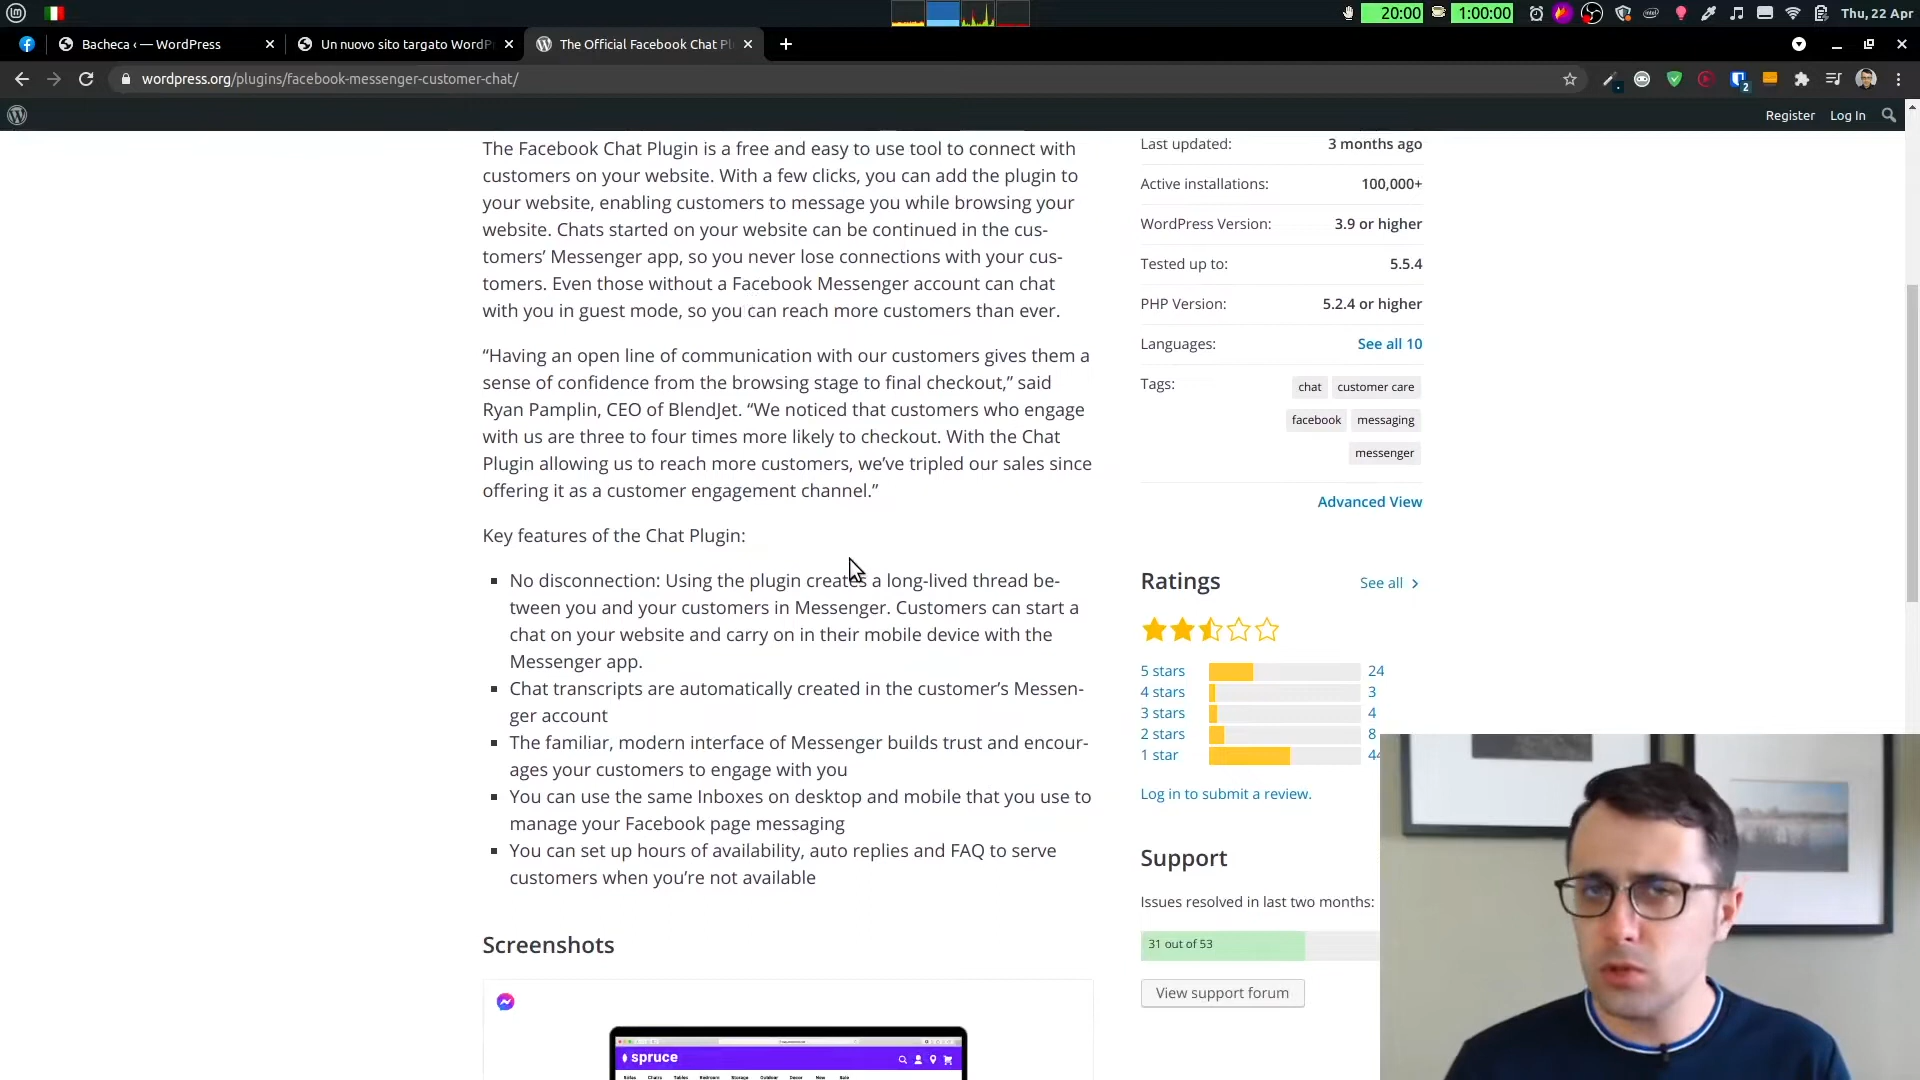 20:00
1:00:00
Thu, 22 Apr
Bacheca ‹ — WordPress
Un nuovo sito targato WordP
The Official Facebook Chat Pl
wordpress.org/plugins/facebook-messenger-customer-chat/
2
Register
Log In
The Facebook Chat Plugin is a free and easy to use tool to connect with
customers on your website. With a few clicks, you can add the plugin to
your website, enabling customers to message you while browsing your
website. Chats started on your website can be continued in the cus-
tomers’ Messenger app, so you never lose connections with your cus-
tomers. Even those without a Facebook Messenger account can chat
with you in guest mode, so you can reach more customers than ever.
“Having an open line of communication with our customers gives them a
sense of confidence from the browsing stage to final checkout,” said
Ryan Pamplin, CEO of BlendJet. “We noticed that customers who engage
with us are three to four times more likely to checkout. With the Chat
Plugin allowing us to reach more customers, we’ve tripled our sales since
offering it as a customer engagement channel.”
Key features of the Chat Plugin:
No disconnection: Using the plugin creates a long-lived thread be-
tween you and your customers in Messenger. Customers can start a
chat on your website and carry on in their mobile device with the
Messenger app.
Chat transcripts are automatically created in the customer’s Messen-
ger account
The familiar, modern interface of Messenger builds trust and encour-
ages your customers to engage with you
You can use the same Inboxes on desktop and mobile that you use to
manage your Facebook page messaging
You can set up hours of availability, auto replies and FAQ to serve
customers when you’re not available
Screenshots
spruce
Sofas Chairs Tables Bedroom Storage Outdoor Decor New Sale
Last updated: 3 months ago
Active installations: 100,000+
WordPress Version: 3.9 or higher
Tested up to: 5.5.4
PHP Version: 5.2.4 or higher
Languages: See all 10
Tags: chat customer care
facebook messaging
messenger
Advanced View
Ratings See all
5 stars 24
4 stars 3
3 stars 4
2 stars 8
1 star 44
Log in to submit a review.
Support
Issues resolved in last two months:
31 out of 53
View support forum